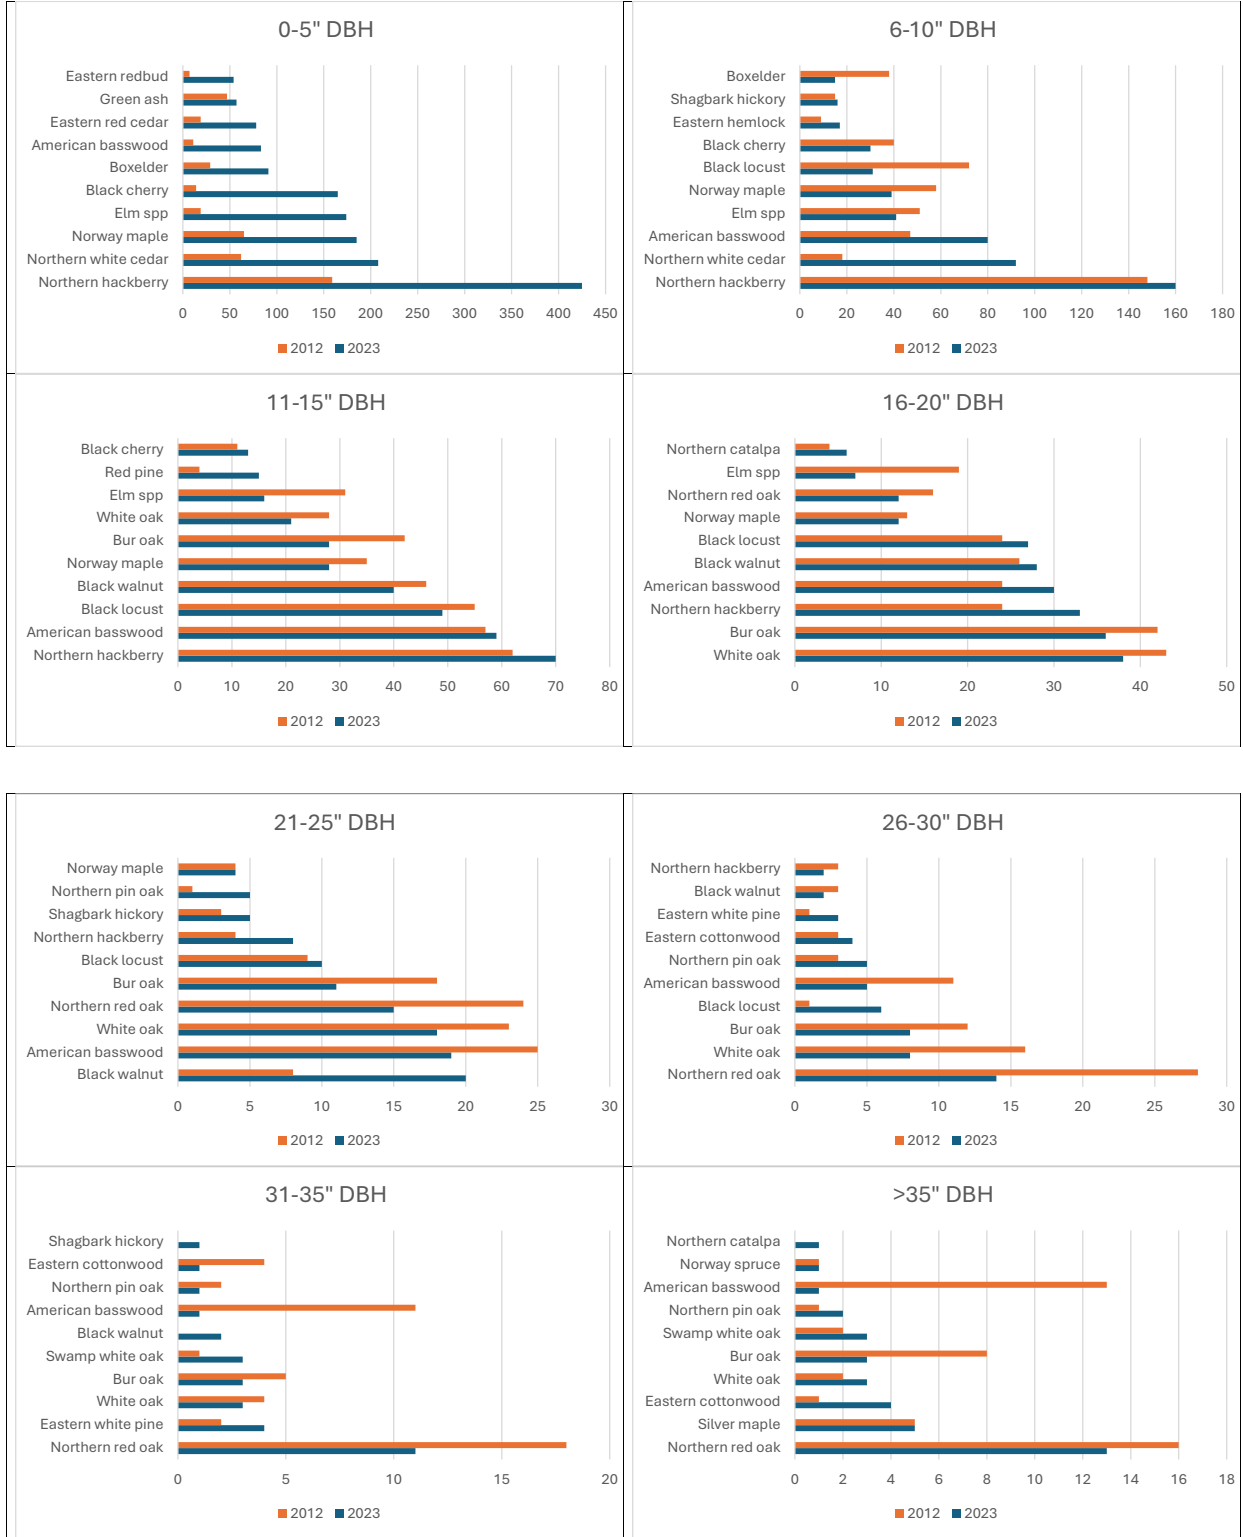 0-5" DBH
Eastern redbud
Green ash
Eastern red cedar
American basswood
Boxelder
Black cherry
Elm spp
Norway maple
Northern white cedar
Northern hackberry
0 50 100 150 200 250 300 350 400 450
2012 2023
6-10" DBH
Boxelder
Shagbark hickory
Eastern hemlock
Black cherry
Black locust
Norway maple
Elm spp
American basswood
Northern white cedar
Northern hackberry
0 20 40 60 80 100 120 140 160 180
2012 2023
11-15" DBH
Black cherry
Red pine
Elm spp
White oak
Bur oak
Norway maple
Black walnut
Black locust
American basswood
Northern hackberry
0 10 20 30 40 50 60 70 80
2012 2023
16-20" DBH
Northern catalpa
Elm spp
Northern red oak
Norway maple
Black locust
Black walnut
American basswood
Northern hackberry
Bur oak
White oak
0 10 20 30 40 50
2012 2023
21-25" DBH
Norway maple
Northern pin oak
Shagbark hickory
Northern hackberry
Black locust
Bur oak
Northern red oak
White oak
American basswood
Black walnut
0 5 10 15 20 25 30
2012 2023
26-30" DBH
Northern hackberry
Black walnut
Eastern white pine
Eastern cottonwood
Northern pin oak
American basswood
Black locust
Bur oak
White oak
Northern red oak
0 5 10 15 20 25 30
2012 2023
31-35" DBH
Shagbark hickory
Eastern cottonwood
Northern pin oak
American basswood
Black walnut
Swamp white oak
Bur oak
White oak
Eastern white pine
Northern red oak
0 5 10 15 20
2012 2023
>35" DBH
Northern catalpa
Norway spruce
American basswood
Northern pin oak
Swamp white oak
Bur oak
White oak
Eastern cottonwood
Silver maple
Northern red oak
0 2 4 6 8 10 12 14 16 18
2012 2023